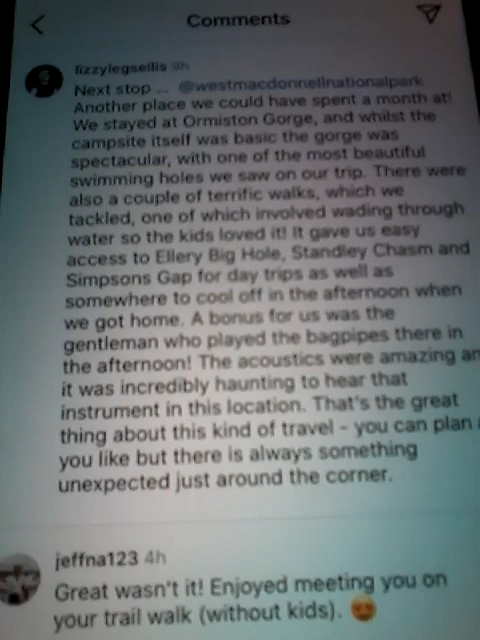 Comments
lizzylegsellis 9h
Next stop ... @westmacdonnellnationalpark
Another place we could have spent a month at!
We stayed at Ormiston Gorge, and whilst the
campsite itself was basic the gorge was
spectacular, with one of the most beautiful
swimming holes we saw on our trip. There were
also a couple of terrific walks, which we
tackled, one of which involved wading through
water so the kids loved it! It gave us easy
access to Ellery Big Hole, Standley Chasm and
Simpsons Gap for day trips as well as
somewhere to cool off in the afternoon when
we got home. A bonus for us was the
gentleman who played the bagpipes there in
the afternoon! The acoustics were amazing an
it was incredibly haunting to hear that
instrument in this location. That's the great
thing about this kind of travel - you can plan a
you like but there is always something
unexpected just around the corner.
jeffna123 4h
Great wasn't it! Enjoyed meeting you on
your trail walk (without kids). 😍